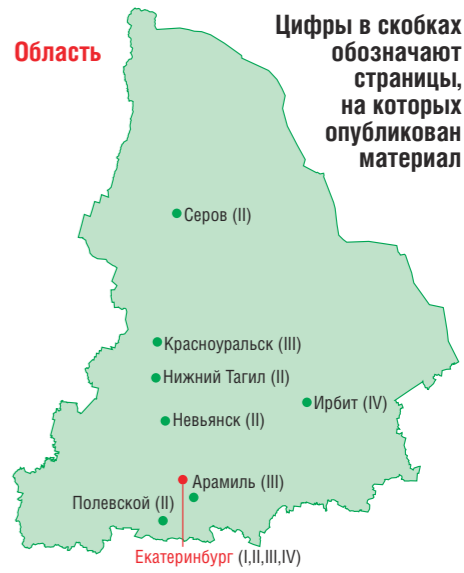 Область
Цифры в скобках
обозначают
страницы,
на которых
опубликован
материал
Серов (II)
Красноуральск (III)
Нижний Тагил (II)
Ирбит (IV)
Невьянск (II)
Арамиль (III)
Полевской (II)
Екатеринбург (I,II,III,IV)